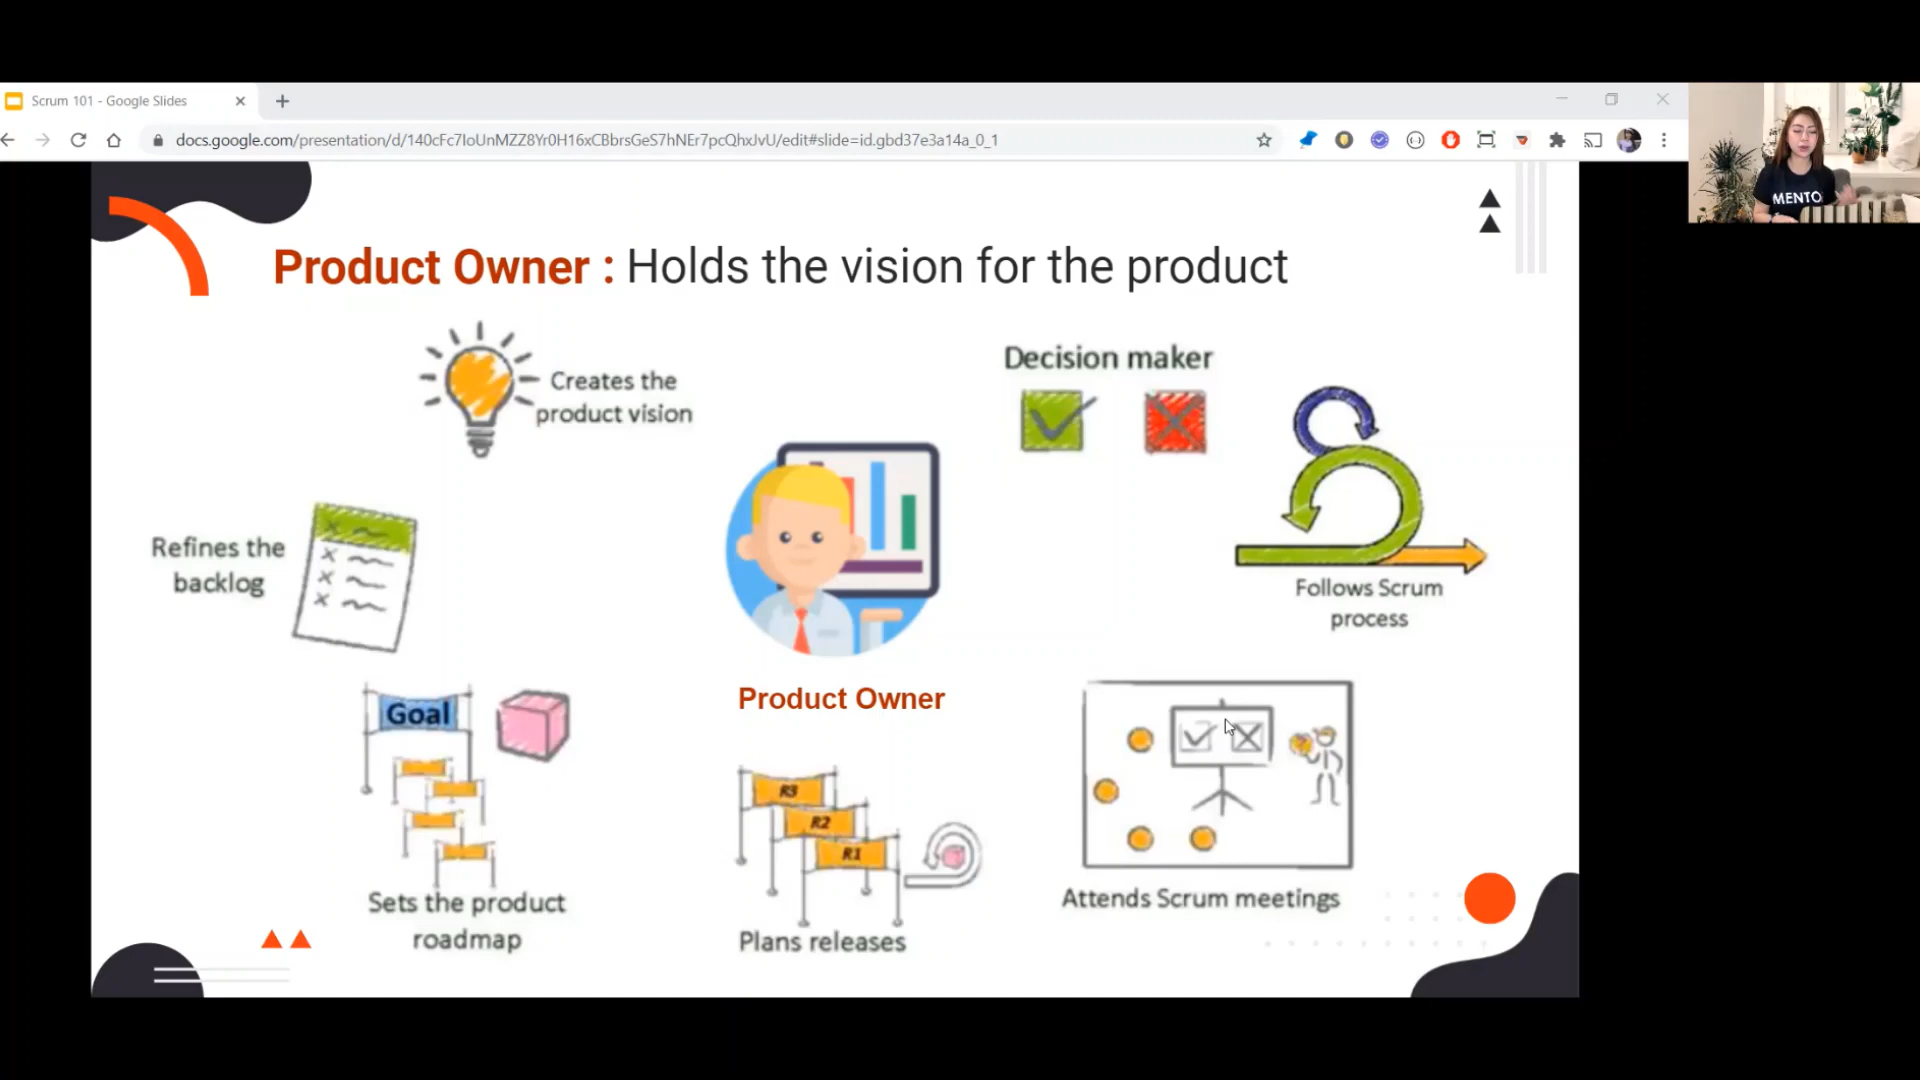 Scrum 101 - Google Slides
docs.google.com/presentation/d/140cFc7IoUnMZZ8Yr0H16xCBbrsGeS7hNEr7pcQhxJvU/edit#slide=id.gbd37e3a14a_0_1
MENTO
Product Owner : Holds the vision for the product
Creates the
product vision
Decision maker
Refines the
backlog
Follows Scrum
process
Goal
Product Owner
R3
R2
R1
Sets the product
roadmap
Plans releases
Attends Scrum meetings